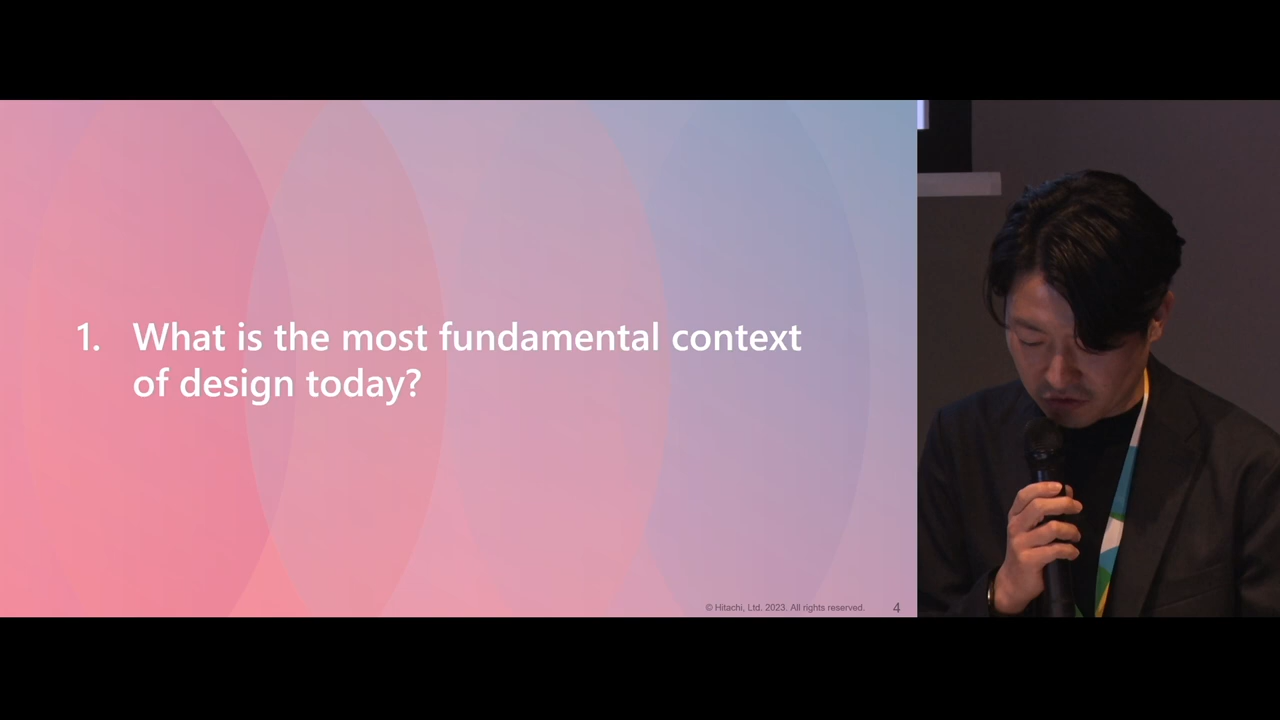 1. What is the most fundamental context
of design today?
© Hitachi, Ltd. 2023. All rights reserved.
4